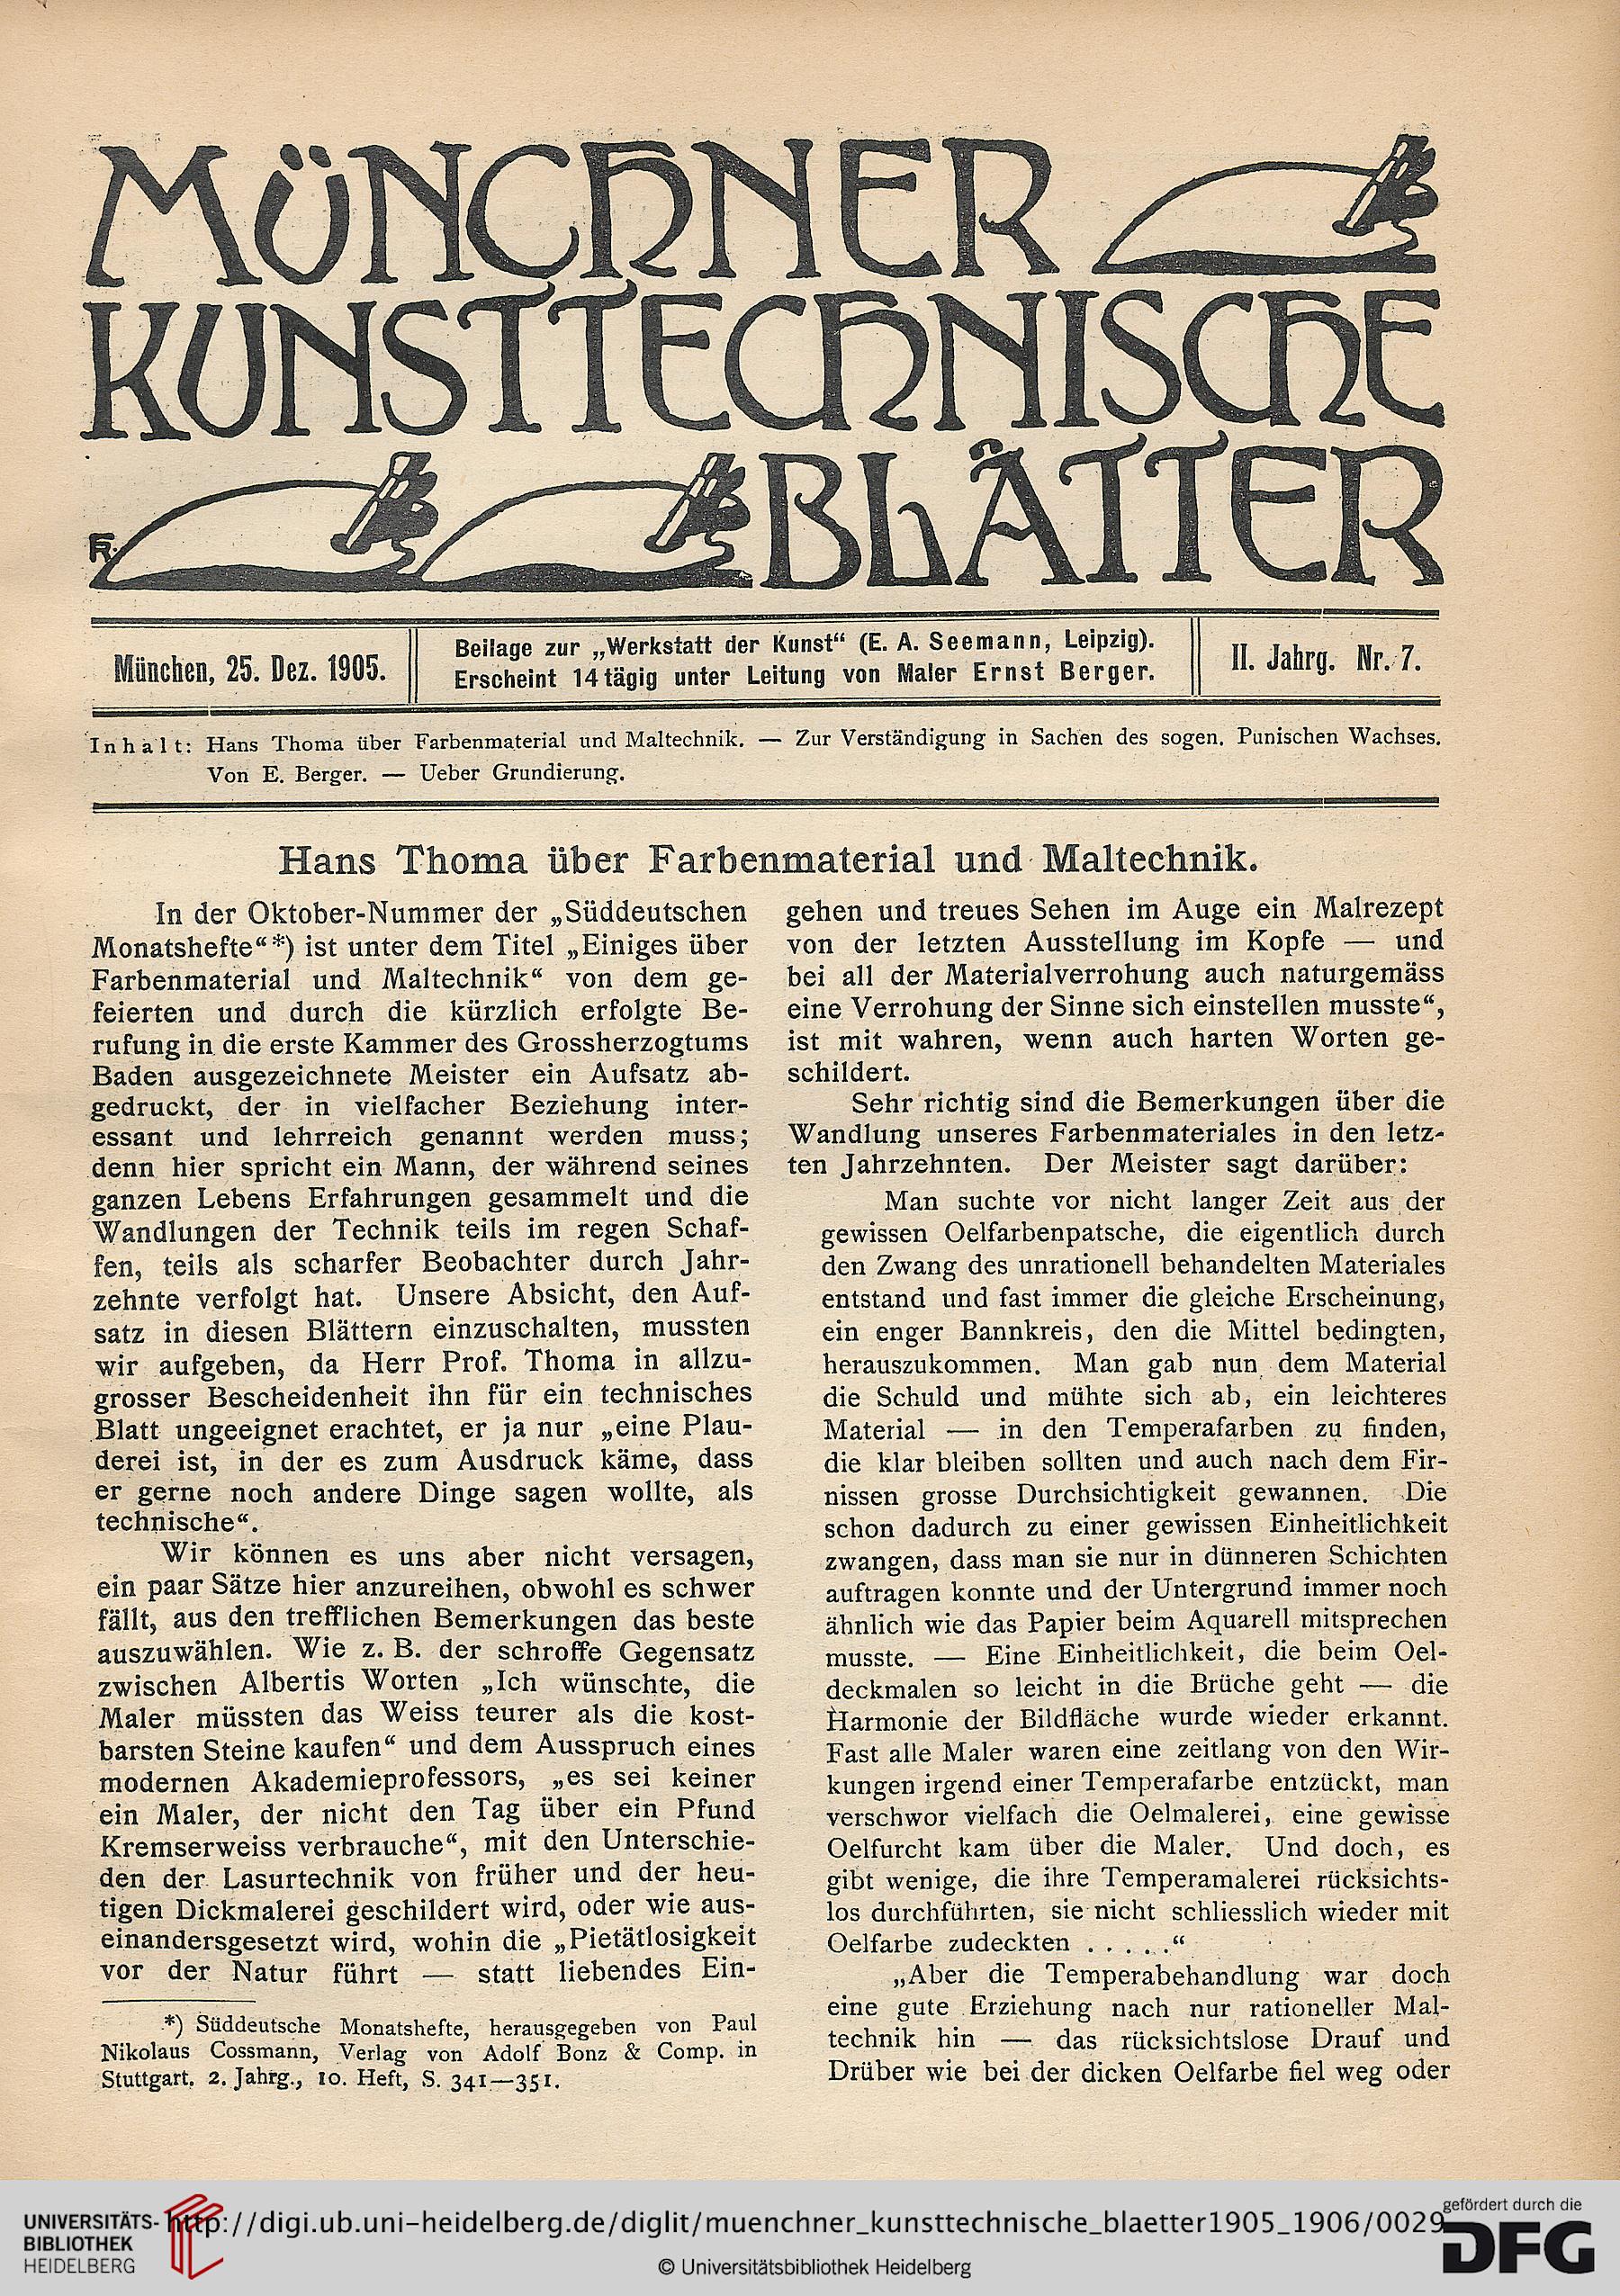 MÜNCHNER
KUNSTTECHNISCHE
BLÄTTER
München, 25. Dez. 1905.
Beilage zur „Werkstatt der Kunst“ (E. A. Seemann, Leipzig).
Erscheint 14tägig unter Leitung von Maler Ernst Berger.
II. Jahrg. Nr. 7.
Inhalt: Hans Thoma über Farbenmaterial und Maltechnik. — Zur Verständigung in Sachen des sogen. Punischen Wachses.
Von E. Berger. — Ueber Grundierung.
Hans Thoma über Farbenmaterial und Maltechnik.
In der Oktober-Nummer der „Süddeutschen
Monatshefte“*) ist unter dem Titel „Einiges über
Farbenmaterial und Maltechnik“ von dem ge-
feierten und durch die kürzlich erfolgte Be-
rufung in die erste Kammer des Grossherzogtums
Baden ausgezeichnete Meister ein Aufsatz ab-
gedruckt, der in vielfacher Beziehung inter-
essant und lehrreich genannt werden muss;
denn hier spricht ein Mann, der während seines
ganzen Lebens Erfahrungen gesammelt und die
Wandlungen der Technik teils im regen Schaf-
fen, teils als scharfer Beobachter durch Jahr-
zehnte verfolgt hat. Unsere Absicht, den Auf-
satz in diesen Blättern einzuschalten, mussten
wir aufgeben, da Herr Prof. Thoma in allzu-
grosser Bescheidenheit ihn für ein technisches
Blatt ungeeignet erachtet, er ja nur „eine Plau-
derei ist, in der es zum Ausdruck käme, dass
er gerne noch andere Dinge sagen wollte, als
technische“.
Wir können es uns aber nicht versagen,
ein paar Sätze hier anzureihen, obwohl es schwer
fällt, aus den trefflichen Bemerkungen das beste
auszuwählen. Wie z. B. der schroffe Gegensatz
zwischen Albertis Worten „Ich wünschte, die
Maler müssten das Weiss teurer als die kost-
barsten Steine kaufen“ und dem Ausspruch eines
modernen Akademieprofessors, „es sei keiner
ein Maler, der nicht den Tag über ein Pfund
Kremserweiss verbrauche“, mit den Unterschie-
den der Lasurtechnik von früher und der heu-
tigen Dickmalerei geschildert wird, oder wie aus-
einandersgesetzt wird, wohin die „Pietätlosigkeit
vor der Natur führt — statt liebendes Ein-
*) Süddeutsche Monatshefte, herausgegeben von Paul
Nikolaus Cossmann, Verlag von Adolf Bonz & Comp. in
Stuttgart. 2. Jahrg., 10. Heft, S. 341—351.
gehen und treues Sehen im Auge ein Malrezept
von der letzten Ausstellung im Kopfe — und
bei all der Materialverrohung auch naturgemäss
eine Verrohung der Sinne sich einstellen musste“,
ist mit wahren, wenn auch harten Worten ge-
schildert.
Sehr richtig sind die Bemerkungen über die
Wandlung unseres Farbenmateriales in den letz-
ten Jahrzehnten. Der Meister sagt darüber:
Man suchte vor nicht langer Zeit aus der
gewissen Oelfarbenpatsche, die eigentlich durch
den Zwang des unrationell behandelten Materiales
entstand und fast immer die gleiche Erscheinung,
ein enger Bannkreis, den die Mittel bedingten,
herauszukommen. Man gab nun dem Material
die Schuld und mühte sich ab, ein leichteres
Material — in den Temperafarben zu finden,
die klar bleiben sollten und auch nach dem Fir-
nissen grosse Durchsichtigkeit gewannen. Die
schon dadurch zu einer gewissen Einheitlichkeit
zwangen, dass man sie nur in dünneren Schichten
auftragen konnte und der Untergrund immer noch
ähnlich wie das Papier beim Aquarell mitsprechen
musste. — Eine Einheitlichkeit, die beim Oel-
deckmalen so leicht in die Brüche geht — die
Harmonie der Bildfläche wurde wieder erkannt.
Fast alle Maler waren eine zeitlang von den Wir-
kungen irgend einer Temperafarbe entzückt, man
verschwor vielfach die Oelmalerei, eine gewisse
Oelfurcht kam über die Maler. Und doch, es
gibt wenige, die ihre Temperamalerei rücksichts-
los durchführten, sie nicht schliesslich wieder mit
Oelfarbe zudeckten . . . . .“
„Aber die Temperabehandlung war doch
eine gute Erziehung nach nur rationeller Mal-
technik hin — das rücksichtslose Drauf und
Drüber wie bei der dicken Oelfarbe fiel weg oder
UNIVERSITÄTS-
BIBLIOTHEK
HEIDELBERG
http://digi.ub.uni-heidelberg.de/diglit/muenchner_kunsttechnische_blaetter1905_1906/0029
© Universitätsbibliothek Heidelberg
gefördert durch die
DFG